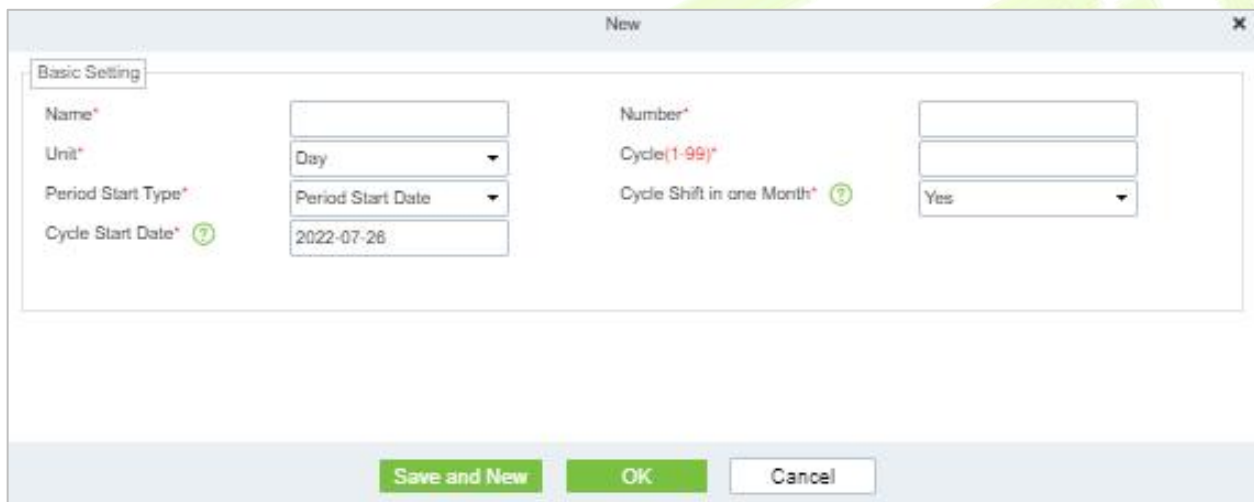 New
Basic Setting
Name* Number*
Unit* Day Cycle(1-99)*
Period Start Type* Period Start Date Cycle Shift in one Month* ? Yes
Cycle Start Date* ? 2022-07-26
Save and New OK Cancel